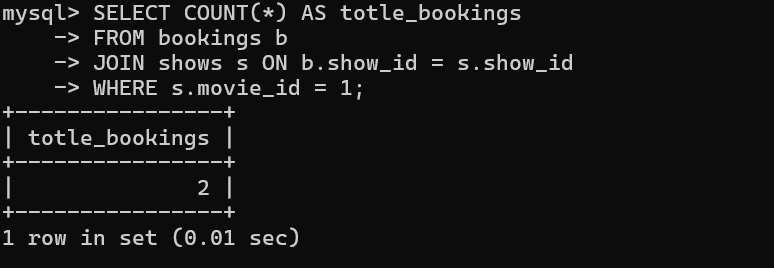 mysql> SELECT COUNT(*) AS totle_bookings
    -> FROM bookings b
    -> JOIN shows s ON b.show_id = s.show_id
    -> WHERE s.movie_id = 1;
+----------------+
| totle_bookings |
+----------------+
|              2 |
+----------------+
1 row in set (0.01 sec)